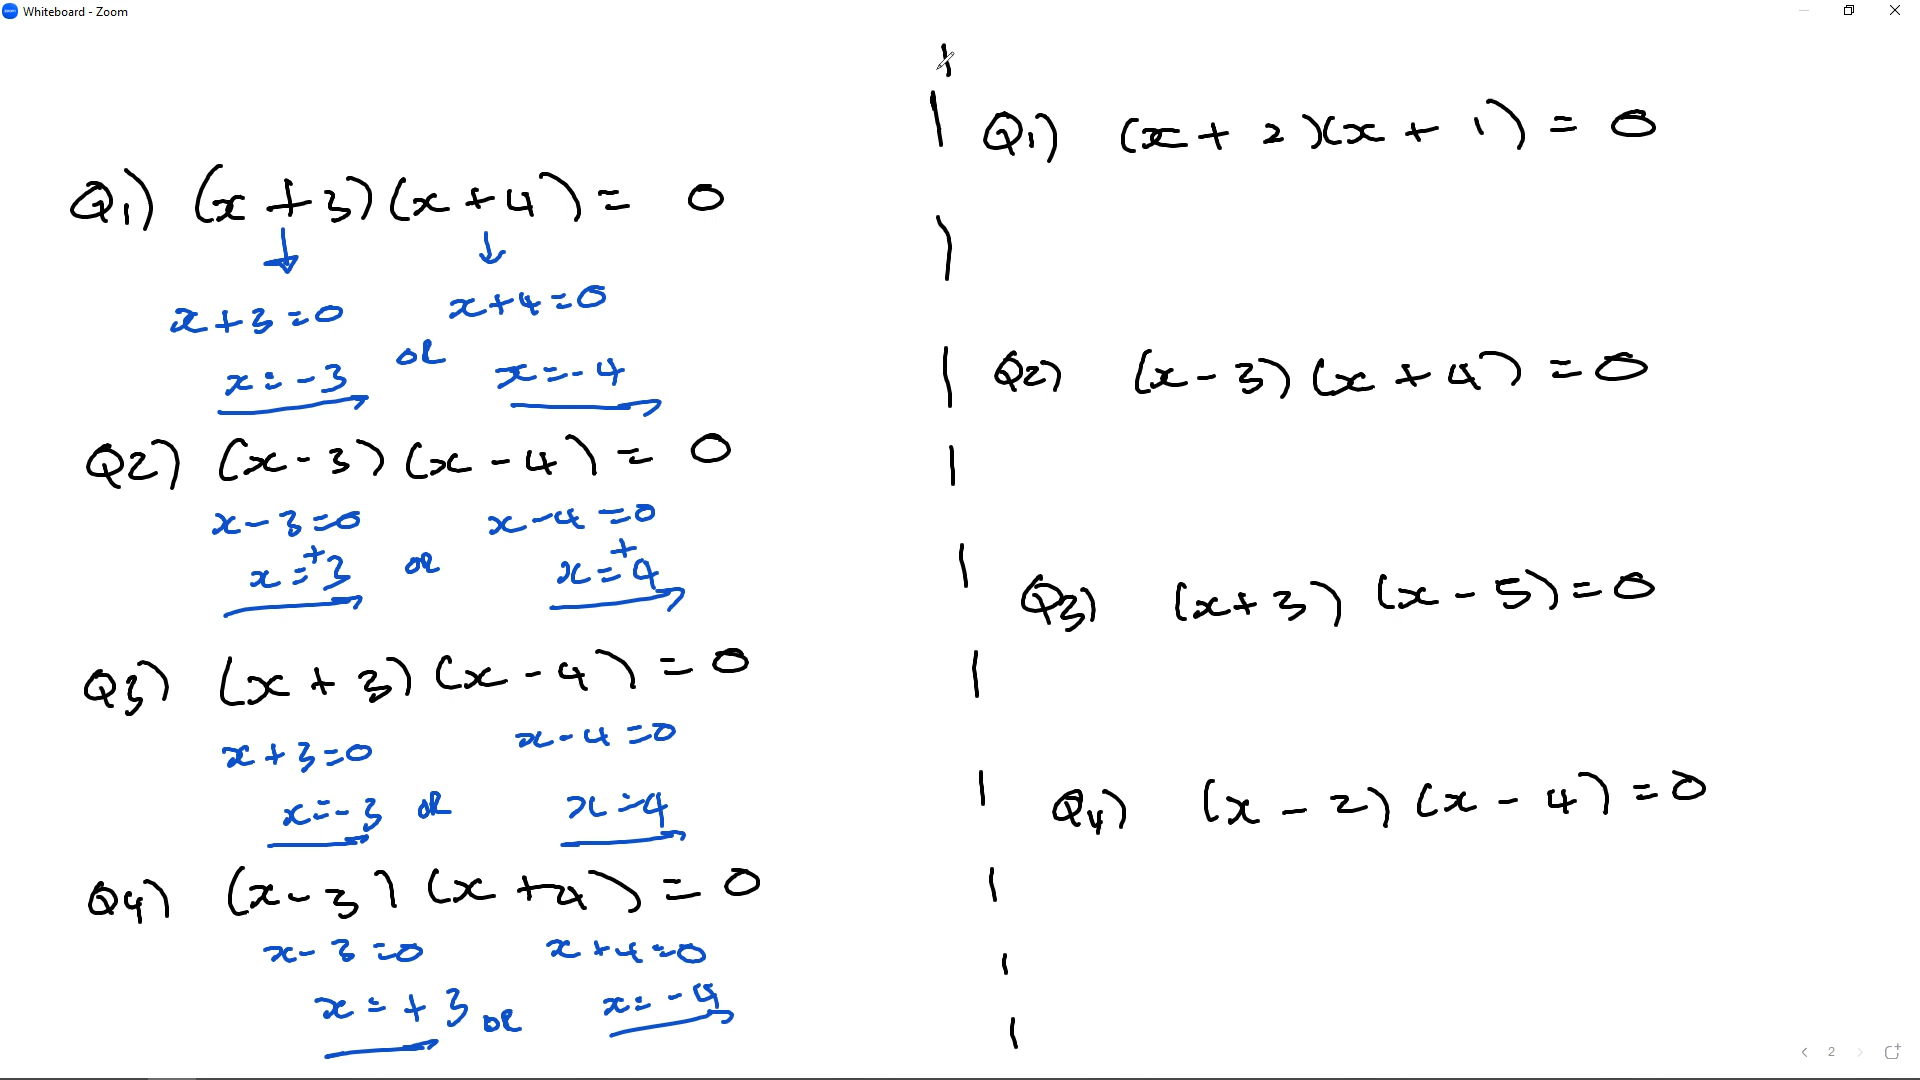 Whiteboard - Zoom
Q1) (x + 3)(x + 4) = 0
x + 3 = 0 x + 4 = 0
x = - 3 OR x = - 4
Q2) (x - 3)(x - 4) = 0
x - 3 = 0 x - 4 = 0
x = +3 OR x = +4
Q3) (x + 3)(x - 4) = 0
x + 3 = 0 x - 4 = 0
x = - 3 OR x = 4
Q4) (x - 3)(x + 4) = 0
x - 3 = 0 x + 4 = 0
x = + 3 OR x = - 4
Q1) (x + 2)(x + 1) = 0
Q2) (x - 3)(x + 4) = 0
Q3) (x + 3)(x - 5) = 0
Q4) (x - 2)(x - 4) = 0
2